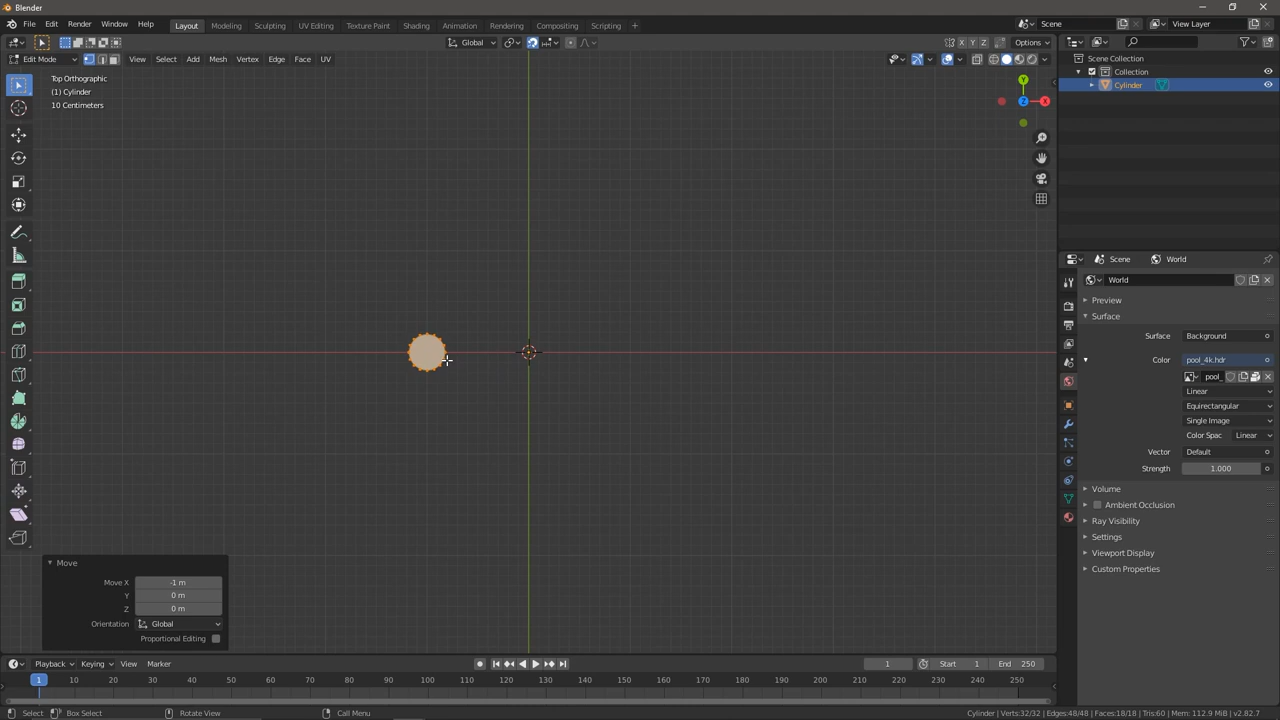 Blender
File Edit Render Window Help
Layout Modeling Sculpting UV Editing Texture Paint Shading Animation Rendering Compositing Scripting +
Scene View Layer
Global Options
X Y Z
Edit Mode View Select Add Mesh Vertex Edge Face UV
Top Orthographic
(1) Cylinder
10 Centimeters
Y
Z X
Scene Collection
Collection
Cylinder
Scene World
World
Preview
Surface
Surface Background
Color pool_4k.hdr
pool_
Linear
Equirectangular
Single Image
Color Spac Linear
Vector Default
Strength 1.000
Volume
Ambient Occlusion
Ray Visibility
Settings
Viewport Display
Custom Properties
Move
Move X -1 m
Y 0 m
Z 0 m
Orientation Global
Proportional Editing
Playback Keying View Marker 1 Start 1 End 250
1 10 20 30 40 50 60 70 80 90 100 110 120 130 140 150 160 170 180 190 200 210 220 230 240 250
Select Box Select Rotate View Call Menu Cylinder | Verts:32/32 | Edges:48/48 | Faces:18/18 | Tris:60 | Mem: 112.9 MiB | v2.82.7